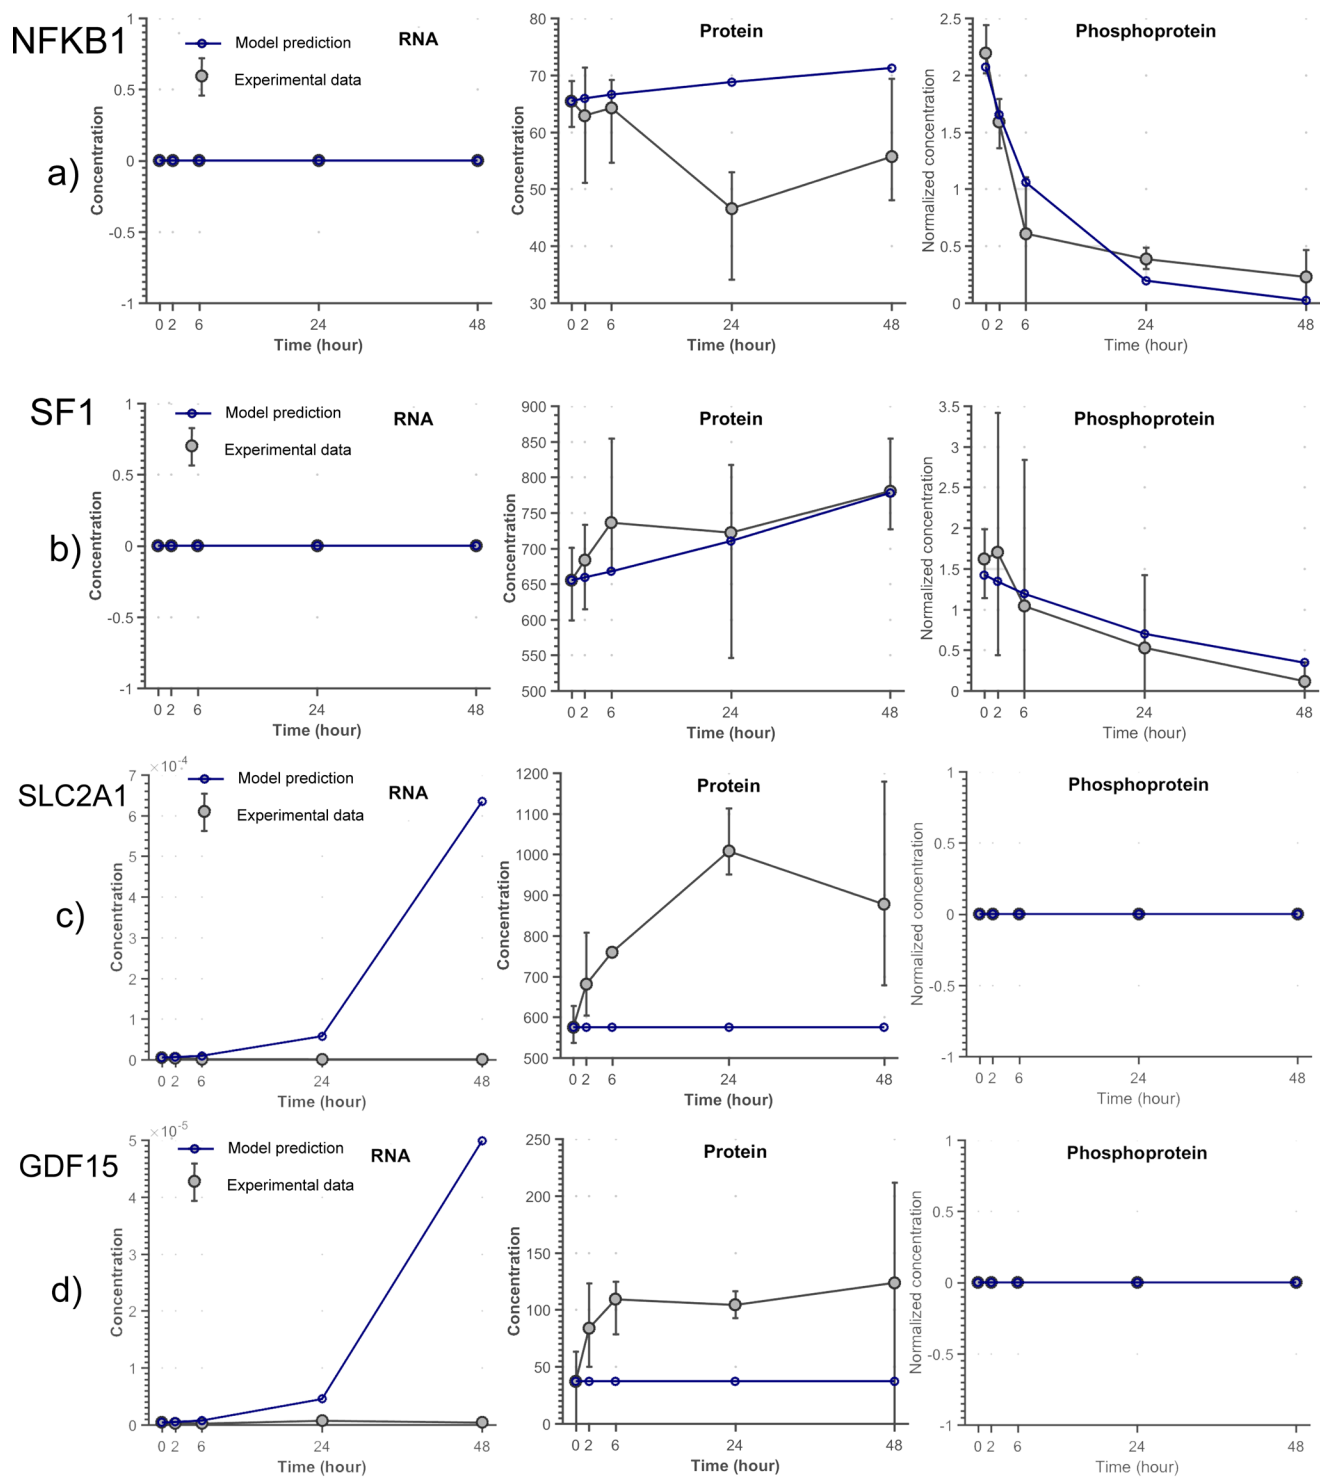 NFKB1
a)
RNA
Model prediction
Experimental data
Concentration
1
0.5
0
-0.5
-1
0 2 6 24 48
Time (hour)
Protein
Concentration
80
70
60
50
40
30
0 2 6 24 48
Time (hour)
Phosphoprotein
Normalized concentration
2.5
2
1.5
1
0.5
0
0 2 6 24 48
Time (hour)
SF1
b)
RNA
Model prediction
Experimental data
Concentration
1
0.5
0
-0.5
-1
0 2 6 24 48
Time (hour)
Protein
Concentration
900
850
800
750
700
650
600
550
500
0 2 6 24 48
Time (hour)
Phosphoprotein
Normalized concentration
3.5
3
2.5
2
1.5
1
0.5
0
0 2 6 24 48
Time (hour)
SLC2A1
c)
RNA
Model prediction
Experimental data
Concentration
×10-4
7
6
5
4
3
2
1
0
0 2 6 24 48
Time (hour)
Protein
Concentration
1200
1100
1000
900
800
700
600
500
0 2 6 24 48
Time (hour)
Phosphoprotein
Normalized concentration
1
0.5
0
-0.5
-1
0 2 6 24 48
Time (hour)
GDF15
d)
RNA
Model prediction
Experimental data
Concentration
×10-5
5
4
3
2
1
0
0 2 6 24 48
Time (hour)
Protein
Concentration
250
200
150
100
50
0
0 2 6 24 48
Time (hour)
Phosphoprotein
Normalized concentration
1
0.5
0
-0.5
-1
0 2 6 24 48
Time (hour)